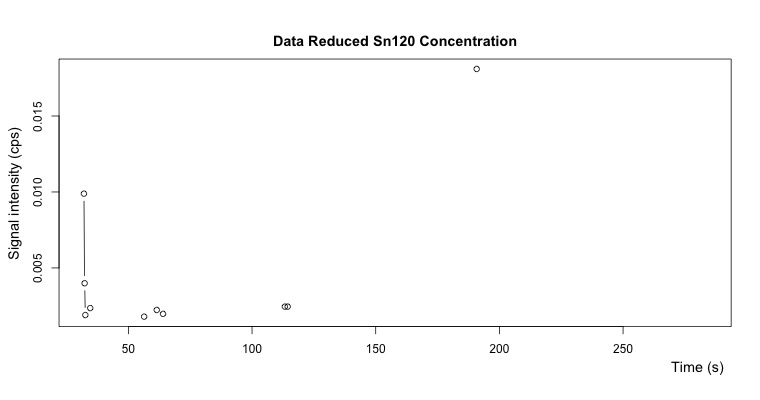 Data Reduced Sn120 Concentration
Signal intensity (cps)
0.015
0.010
0.005
50 100 150 200 250
Time (s)